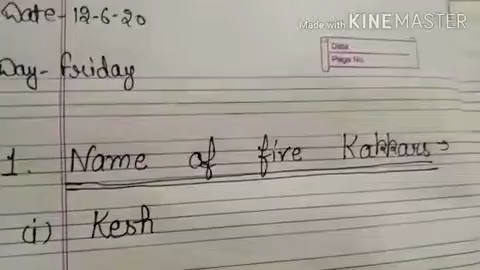 Date - 12-6-20
Made with KINEMASTER
Date
Page No.
Day - Friday
1. Name of five Kakkars →
(i) Kesh